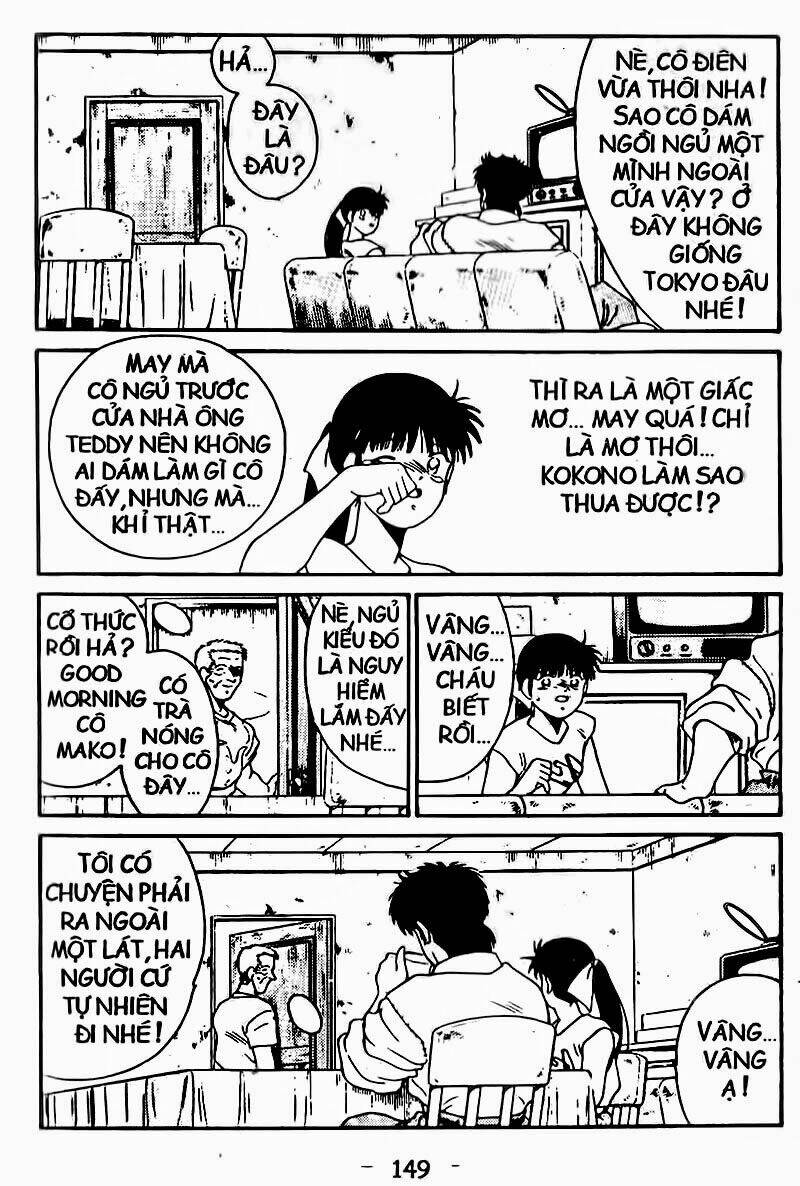 HẢ...
ĐÂY
LÀ
ĐÂU?
NÈ, CÔ ĐIÊN
VỪA THÔI NHA!
SAO CÔ DÁM
NGỒI NGỦ MỘT
MÌNH NGOÀI
CỬA VẬY? Ở
ĐÂY KHÔNG
GIỐNG
TOKYO ĐÂU
NHÉ!
MAY MÀ
CÔ NGỦ TRƯỚC
CỬA NHÀ ÔNG
TEDDY NÊN KHÔNG
AI DÁM LÀM GÌ CÔ
ĐẤY, NHƯNG MÀ...
KHỈ THẬT...
THÌ RA LÀ MỘT GIẤC
MƠ... MAY QUÁ! CHỈ
LÀ MƠ THÔI...
KOKONO LÀM SAO
THUA ĐƯỢC!?
CÔ THỨC
RỒI HẢ?
GOOD
MORNING
CÔ
MAKO!
CÓ
TRÀ
NÓNG
CHO CÔ
ĐÂY...
NÈ, NGỦ
KIỂU ĐÓ
LÀ NGUY
HIỂM
LẮM ĐẤY
NHÉ...
VÂNG...
VÂNG...
CHÁU
BIẾT
RỒI...
TÔI CÓ
CHUYỆN PHẢI
RA NGOÀI
MỘT LÁT, HAI
NGƯỜI CỨ
TỰ NHIÊN
ĐI NHÉ!
VÂNG...
VÂNG
Ạ!
- 149 -